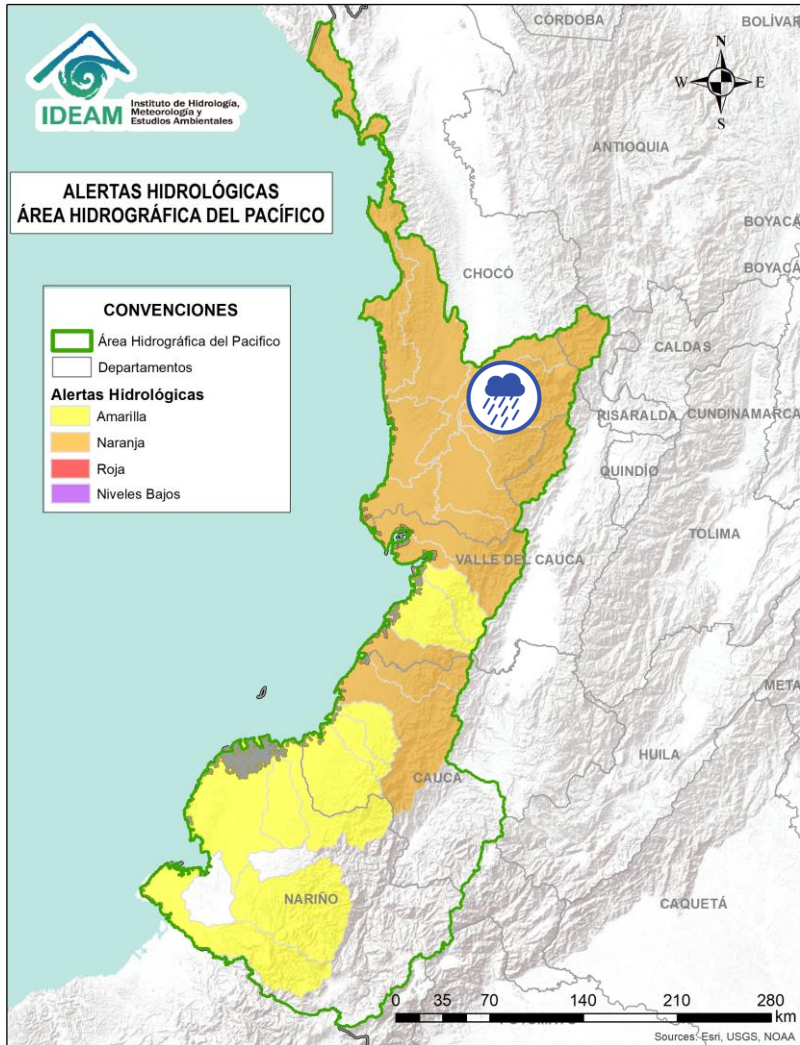 CÓRDOBA
BOLÍVAR
IDEAM
Instituto de Hidrología,
Meteorología y
Estudios Ambientales
N
W E
S
ANTIOQUIA
ALERTAS HIDROLÓGICAS
ÁREA HIDROGRÁFICA DEL PACÍFICO
BOYACÁ
BOYACÁ
CHOCÓ
CONVENCIONES
Área Hidrográfica del Pacifico
Departamentos
Alertas Hidrológicas
Amarilla
Naranja
Roja
Niveles Bajos
CALDAS
RISARALDA
CUNDINAMARCA
QUINDÍO
TOLIMA
VALLE DEL CAUCA
META
HUILA
CAUCA
NARIÑO
CAQUETÁ
0 35 70 140 210 280
km
Sources: Esri, USGS, NOAA